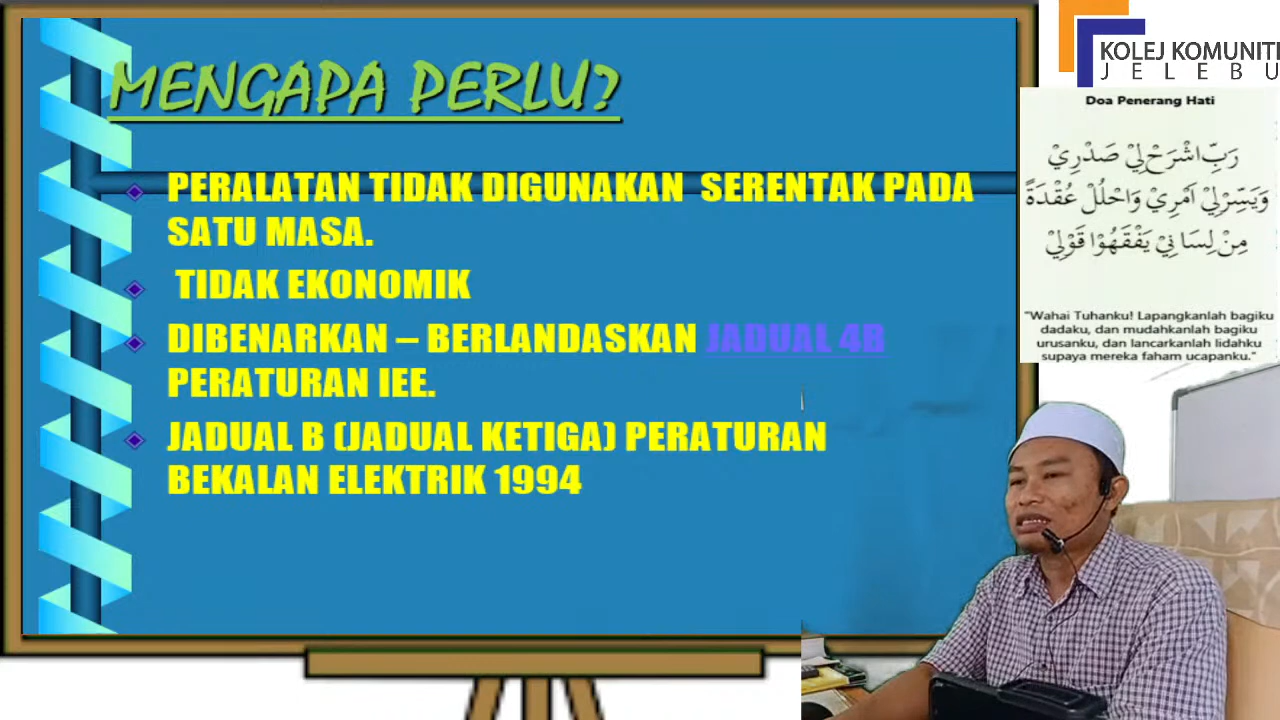 MENGAPA PERLU?
PERALATAN TIDAK DIGUNAKAN SERENTAK PADA
SATU MASA.
TIDAK EKONOMIK
DIBENARKAN – BERLANDASKAN JADUAL 4B
PERATURAN IEE.
JADUAL B (JADUAL KETIGA) PERATURAN
BEKALAN ELEKTRIK 1994
KOLEJ KOMUNITI
JELEBU
Doa Penerang Hati
رَبِّ اشْرَحْ لِيْ صَدْرِيْ
وَيَسِّرْ لِيْ اَمْرِيْ وَاحْلُلْ عُقْدَةً
مِنْ لِسَانِيْ يَفْقَهُوْا قَوْلِيْ
"Wahai Tuhanku! Lapangkanlah bagiku
dadaku, dan mudahkanlah bagiku
urusanku, dan lancarkanlah lidahku
supaya mereka faham ucapanku."